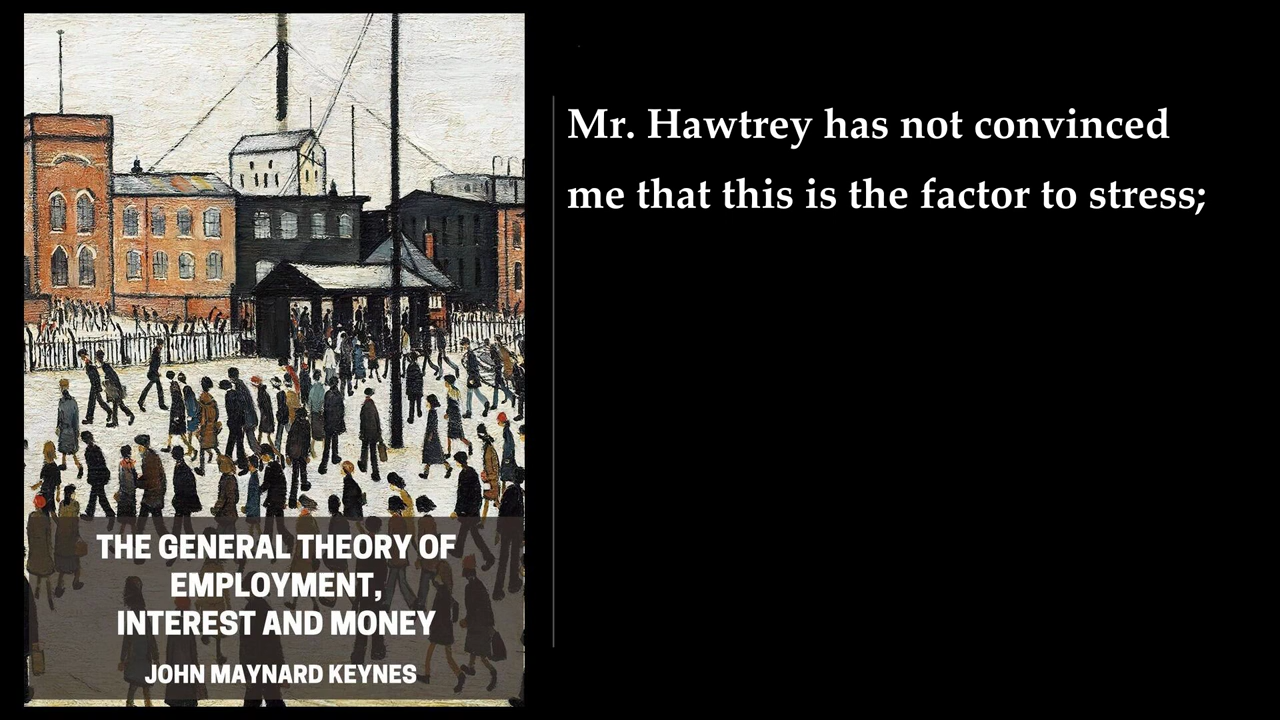 Mr. Hawtrey has not convinced
me that this is the factor to stress;
THE GENERAL THEORY OF
EMPLOYMENT,
INTEREST AND MONEY
JOHN MAYNARD KEYNES